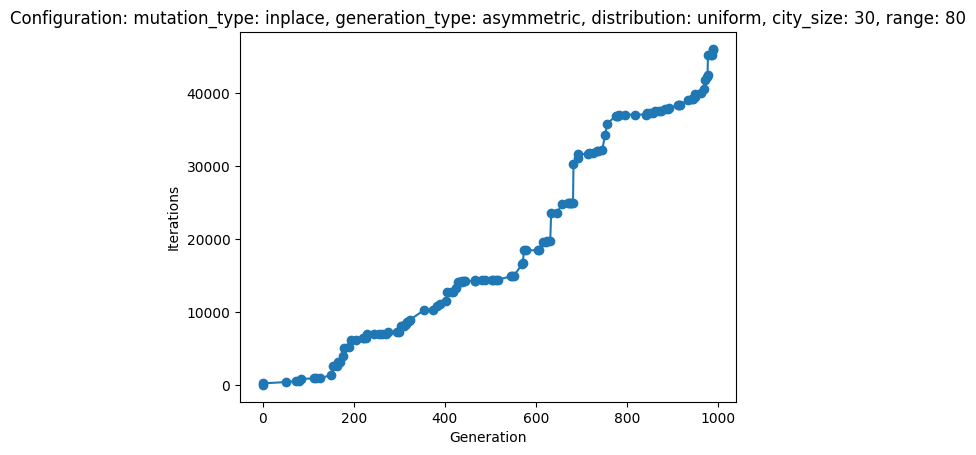 Configuration: mutation_type: inplace, generation_type: asymmetric, distribution: uniform, city_size: 30, range: 80
40000
30000
20000
10000
0
Iterations
0 200 400 600 800 1000
Generation